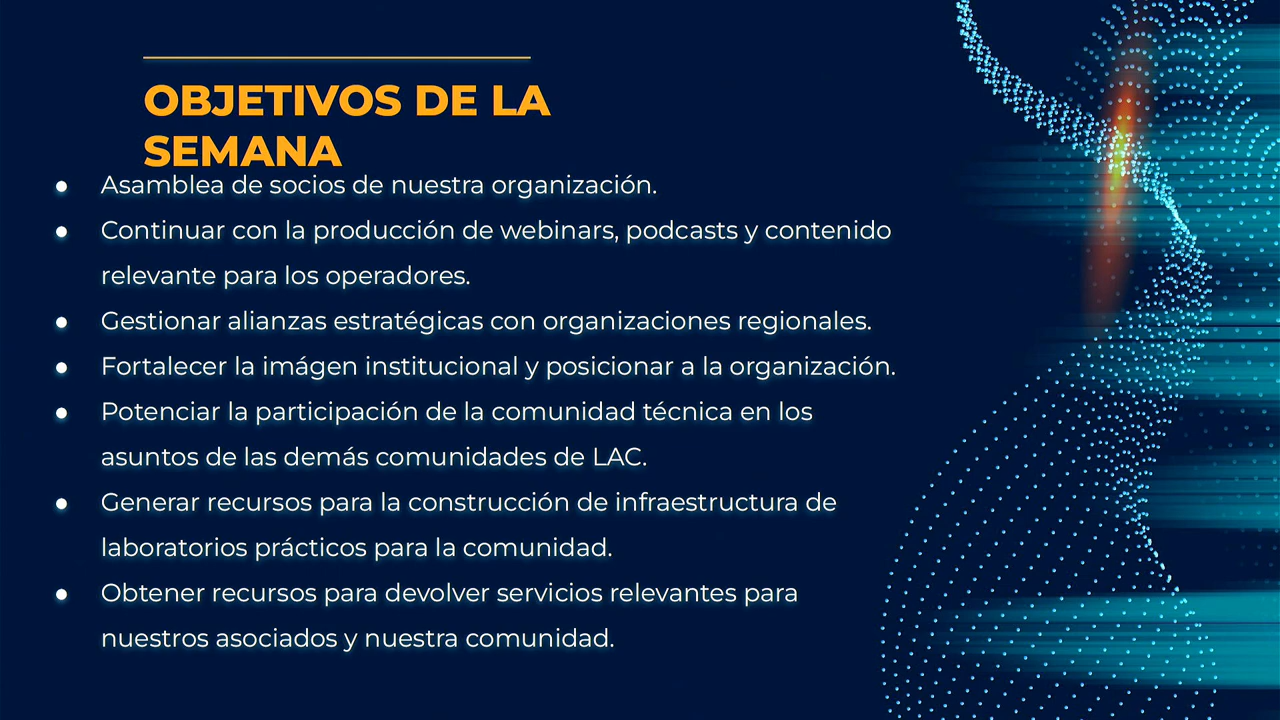 OBJETIVOS DE LA
SEMANA
● Asamblea de socios de nuestra organización.
● Continuar con la producción de webinars, podcasts y contenido
relevante para los operadores.
● Gestionar alianzas estratégicas con organizaciones regionales.
● Fortalecer la imágen institucional y posicionar a la organización.
● Potenciar la participación de la comunidad técnica en los
asuntos de las demás comunidades de LAC.
● Generar recursos para la construcción de infraestructura de
laboratorios prácticos para la comunidad.
● Obtener recursos para devolver servicios relevantes para
nuestros asociados y nuestra comunidad.